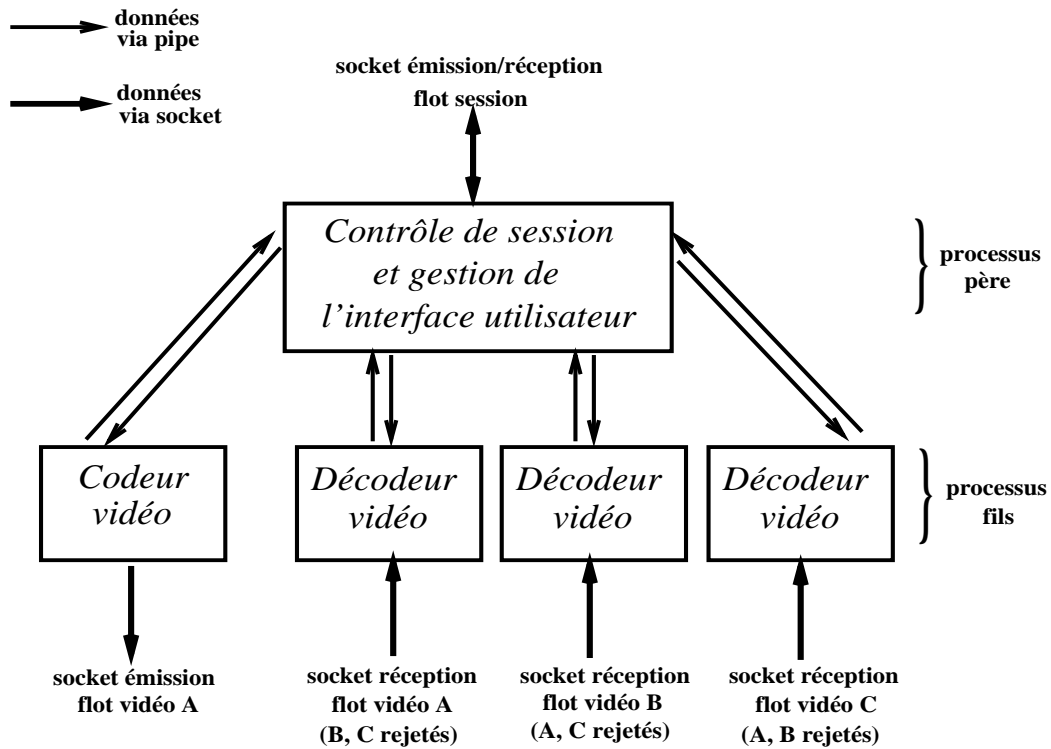 données
via pipe
données
via socket
socket émission/réception
flot session
Contrôle de session
et gestion de
l'interface utilisateur
processus
père
Codeur
vidéo
Décodeur
vidéo
Décodeur
vidéo
Décodeur
vidéo
processus
fils
socket émission
flot vidéo A
socket réception
flot vidéo A
(B, C rejetés)
socket réception
flot vidéo B
(A, C rejetés)
socket réception
flot vidéo C
(A, B rejetés)